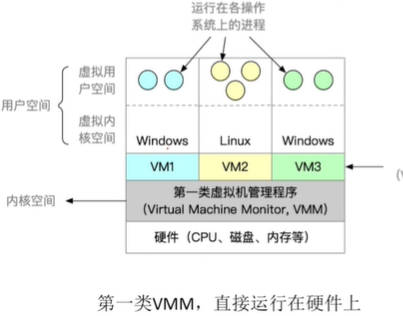 运行在各操作
系统上的进程
虚拟用
户空间
用户空间
虚拟内
核空间
Windows
Linux
Windows
VM1
VM2
VM3
内核空间
第一类虚拟机管理程序
(Virtual Machine Monitor, VMM)
硬件（CPU、磁盘、内存等）
第一类VMM，直接运行在硬件上